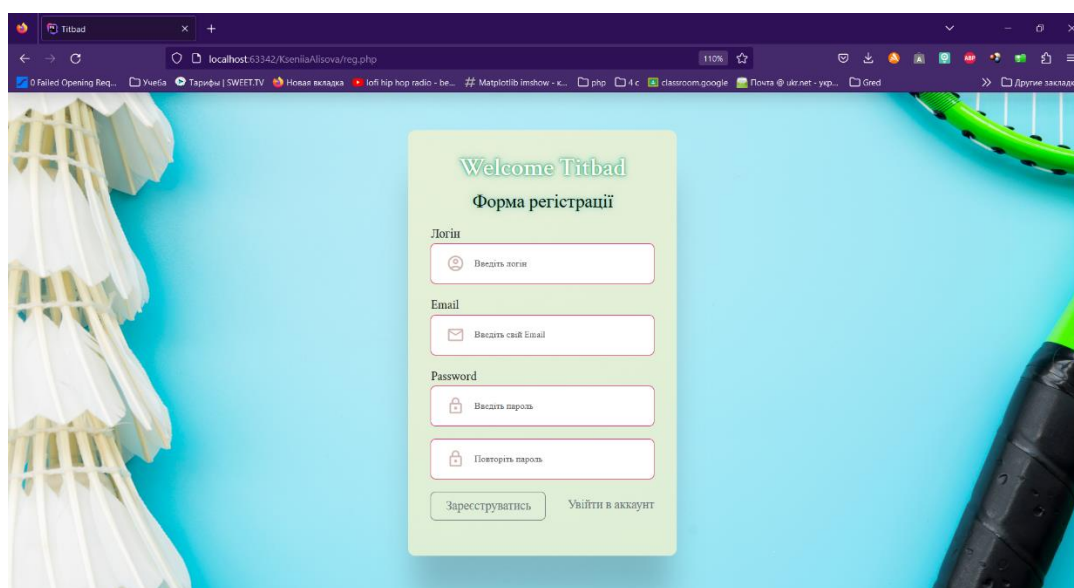 Titbad
localhost:63342/KseniiaAlisova/reg.php 110%
0 Failed Opening Req... Учеба Тарифы | SWEET.TV Новая вкладка lofi hip hop radio - be... Matplotlib imshow - к... php 4 с classroom.google Почта @ ukr.net - укр... Gred Другие закладки
Welcome Titbad
Форма регістрації
Логін
Введіть логін
Email
Введіть свій Email
Password
Введіть пароль
Повторіть пароль
Зареєструватись Увійти в аккаунт